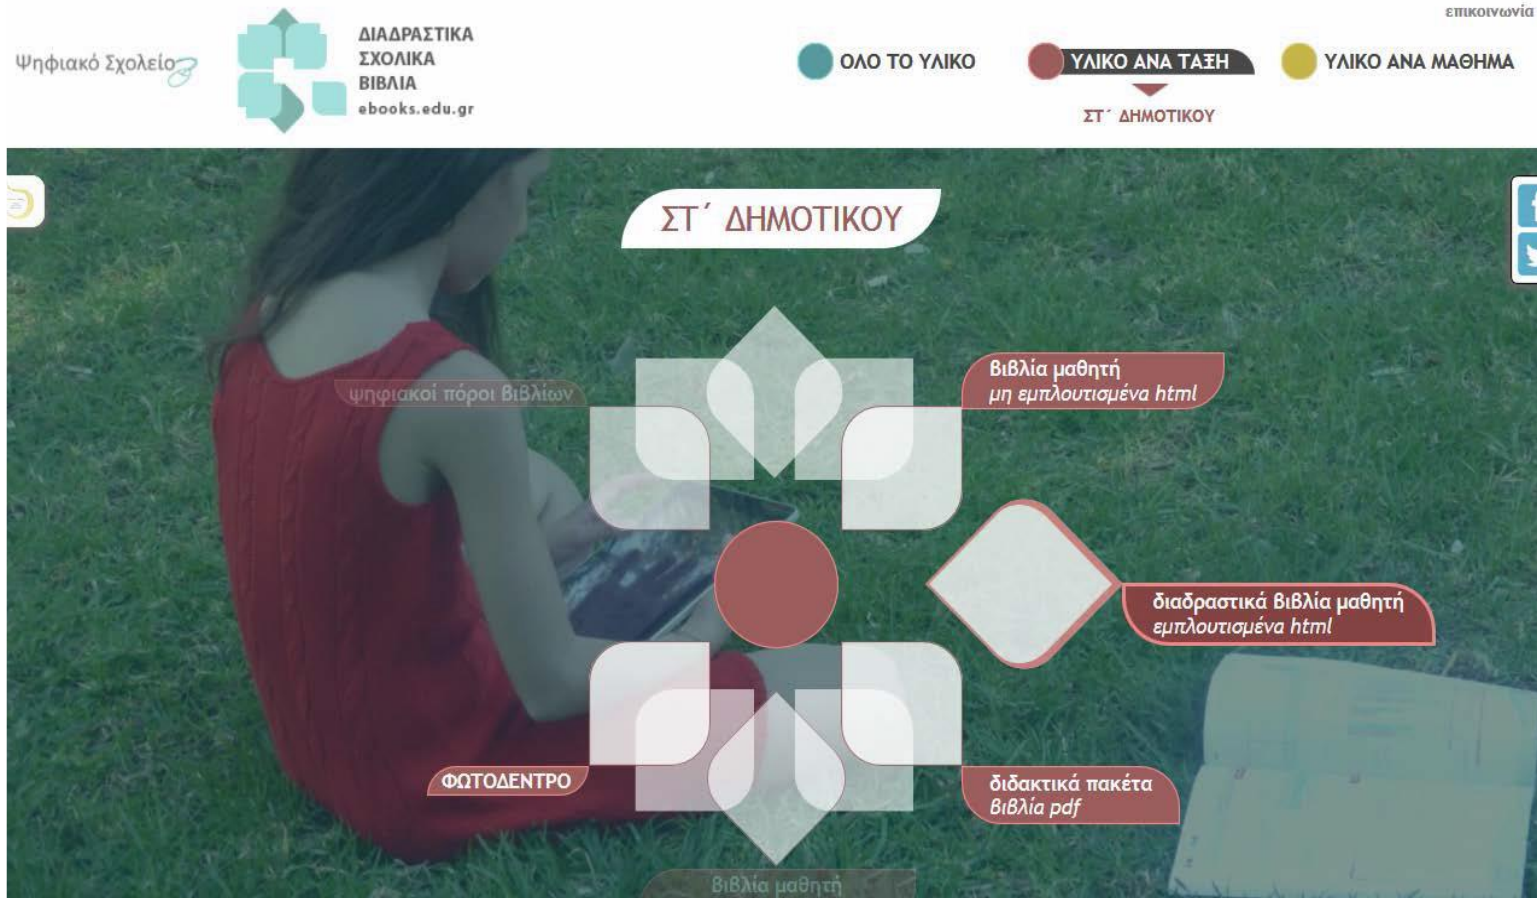 επικοινωνία
Ψηφιακό Σχολείο
ΔΙΑΔΡΑΣΤΙΚΑ
ΣΧΟΛΙΚΑ
ΒΙΒΛΙΑ
ebooks.edu.gr
ΟΛΟ ΤΟ ΥΛΙΚΟ
ΥΛΙΚΟ ΑΝΑ ΤΑΞΗ
ΥΛΙΚΟ ΑΝΑ ΜΑΘΗΜΑ
ΣΤ΄ ΔΗΜΟΤΙΚΟΥ
ΣΤ΄ ΔΗΜΟΤΙΚΟΥ
ψηφιακοί πόροι βιβλίων
βιβλία μαθητή
μη εμπλουτισμένα html
διαδραστικά βιβλία μαθητή
εμπλουτισμένα html
ΦΩΤΟΔΕΝΤΡΟ
διδακτικά πακέτα
βιβλία pdf
βιβλία μαθητή